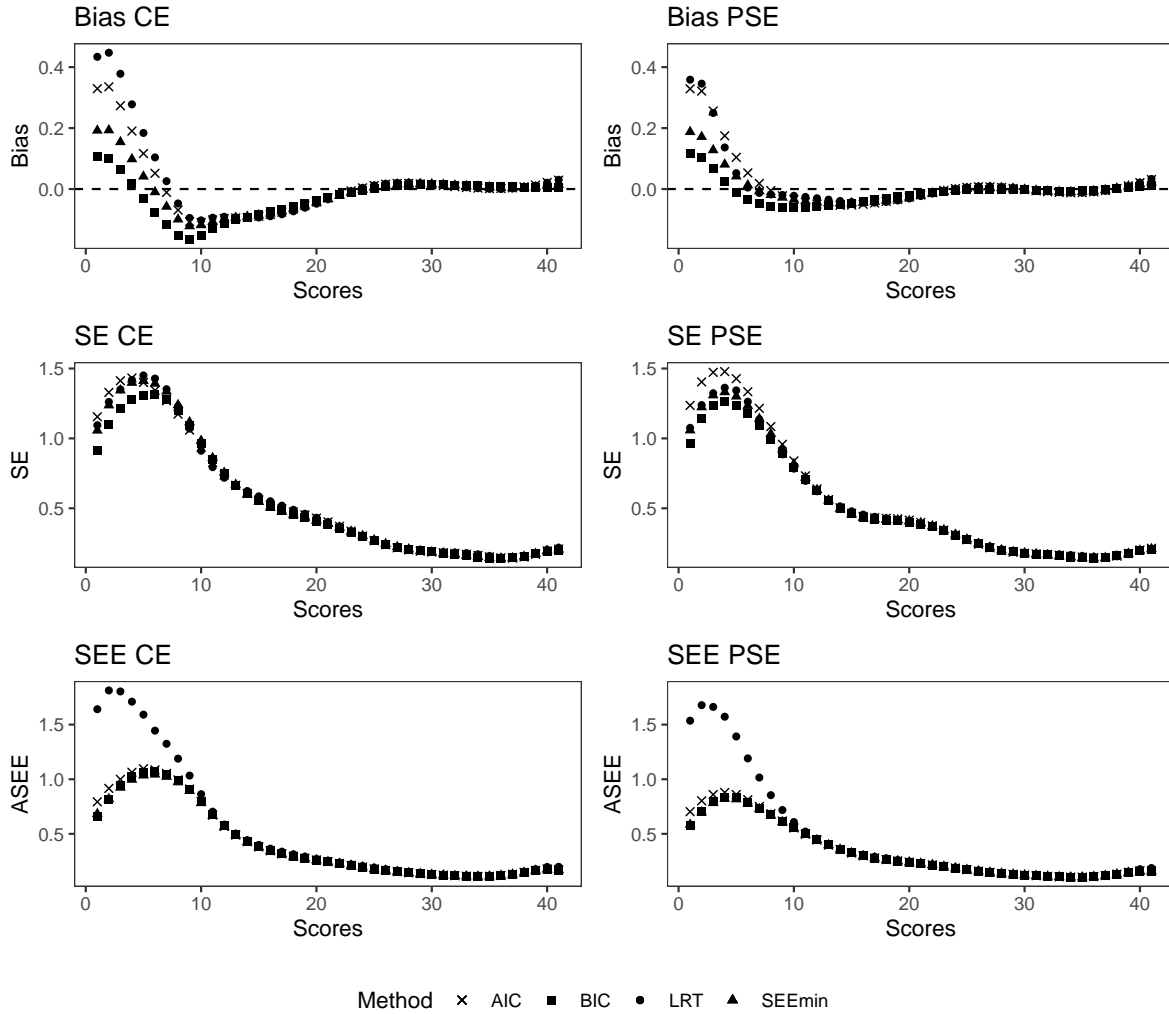 Bias CE
Bias PSE
0.4
0.2
0.0
Bias
0 10 20 30 40
Scores
0.4
0.2
0.0
Bias
0 10 20 30 40
Scores
SE CE
SE PSE
1.5
1.0
0.5
SE
0 10 20 30 40
Scores
1.5
1.0
0.5
SE
0 10 20 30 40
Scores
SEE CE
SEE PSE
1.5
1.0
0.5
ASEE
0 10 20 30 40
Scores
1.5
1.0
0.5
ASEE
0 10 20 30 40
Scores
Method AIC BIC LRT SEEmin